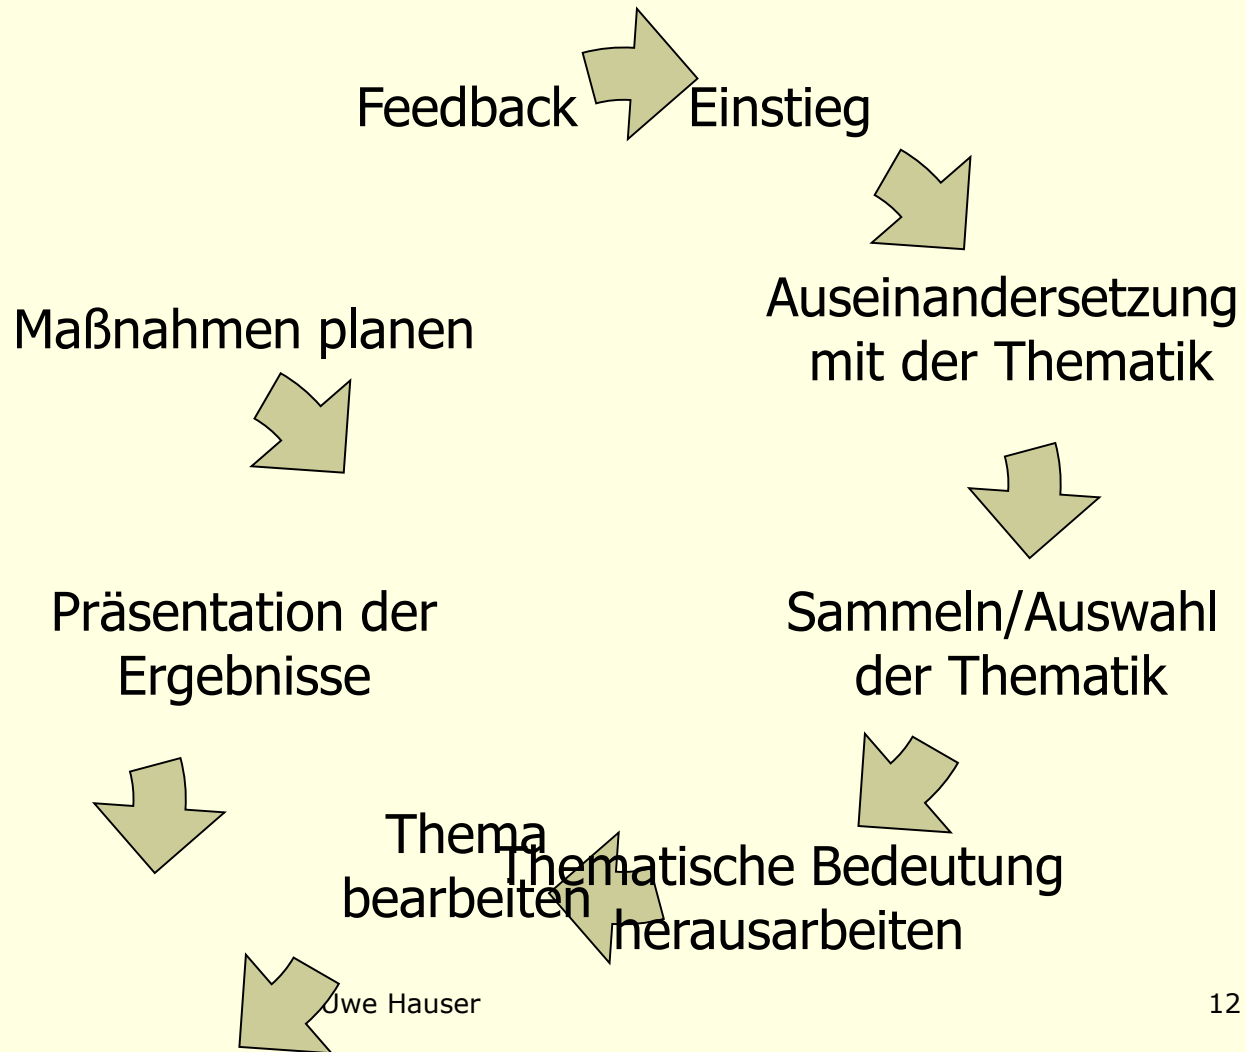 Feedback
Einstieg
Auseinandersetzung
mit der Thematik
Maßnahmen planen
Sammeln/Auswahl
der Thematik
Präsentation der
Ergebnisse
Thematische Bedeutung
herausarbeiten
Thema
bearbeiten
Uwe Hauser
12